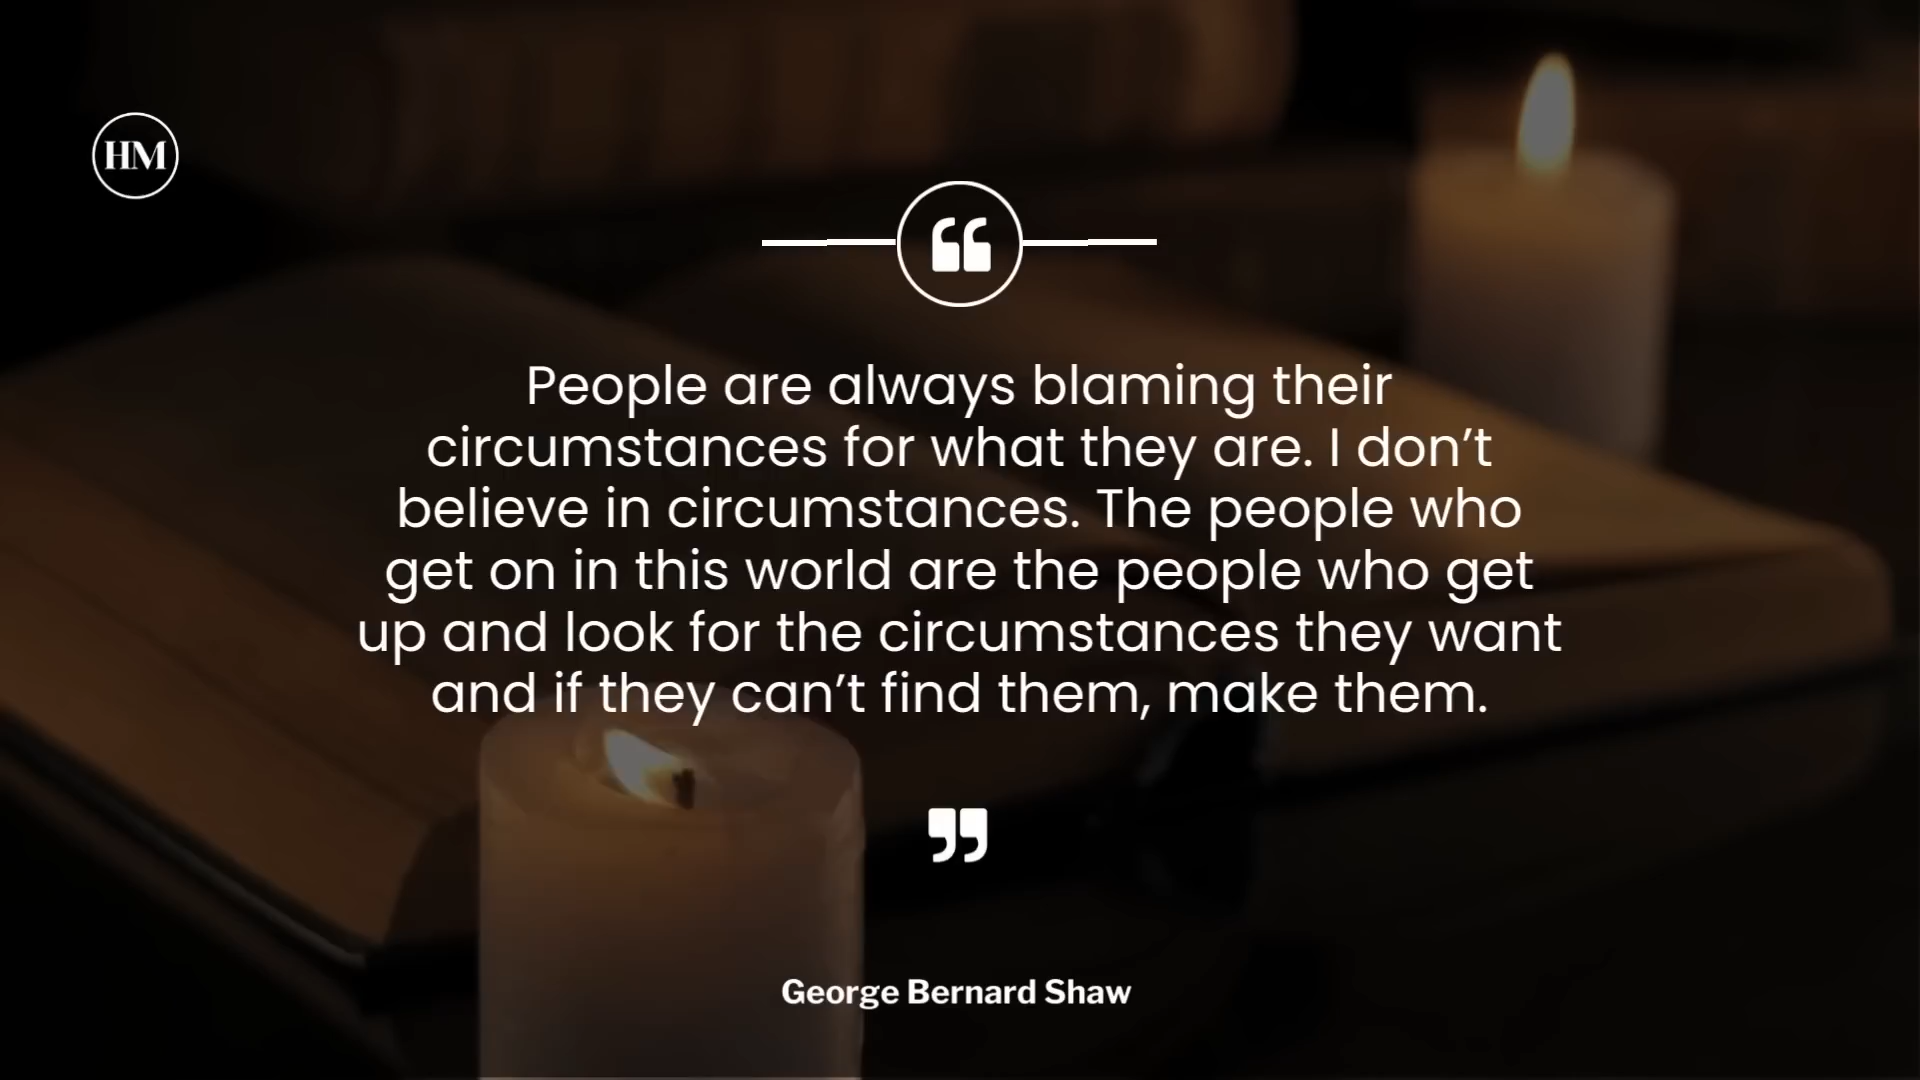 HM
“
People are always blaming their
circumstances for what they are. I don’t
believe in circumstances. The people who
get on in this world are the people who get
up and look for the circumstances they want
and if they can’t find them, make them.
”
George Bernard Shaw